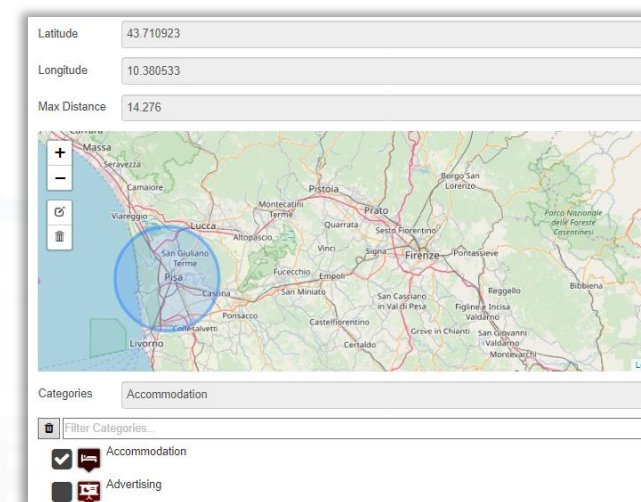 Latitude 43.710923
Longitude 10.380533
Max Distance 14.276
+
Massa
−
Seravezza
Borgo San
Lorenzo
Camaiore
Pistoia
Montecatini
Terme
Prato
Parco Nazionale
delle Foreste
Casentinesi
Viareggio
Quarrata
Sesto Fiorentino
Lucca
Altopascio
San Giuliano
Terme
Vinci
Signa
Firenze
Pontassieve
Pisa
Fucecchio
Empoli
Cascina
San Miniato
San Casciano
in Val di Pesa
Reggello
Bibbiena
Ponsacco
Figline e Incisa
Valdarno
Castelfiorentino
Collesalvetti
Greve in Chianti
San Giovanni
Valdarno
Livorno
Certaldo
Montevarchi
Categories Accommodation
Filter Categories...
Accommodation
Advertising